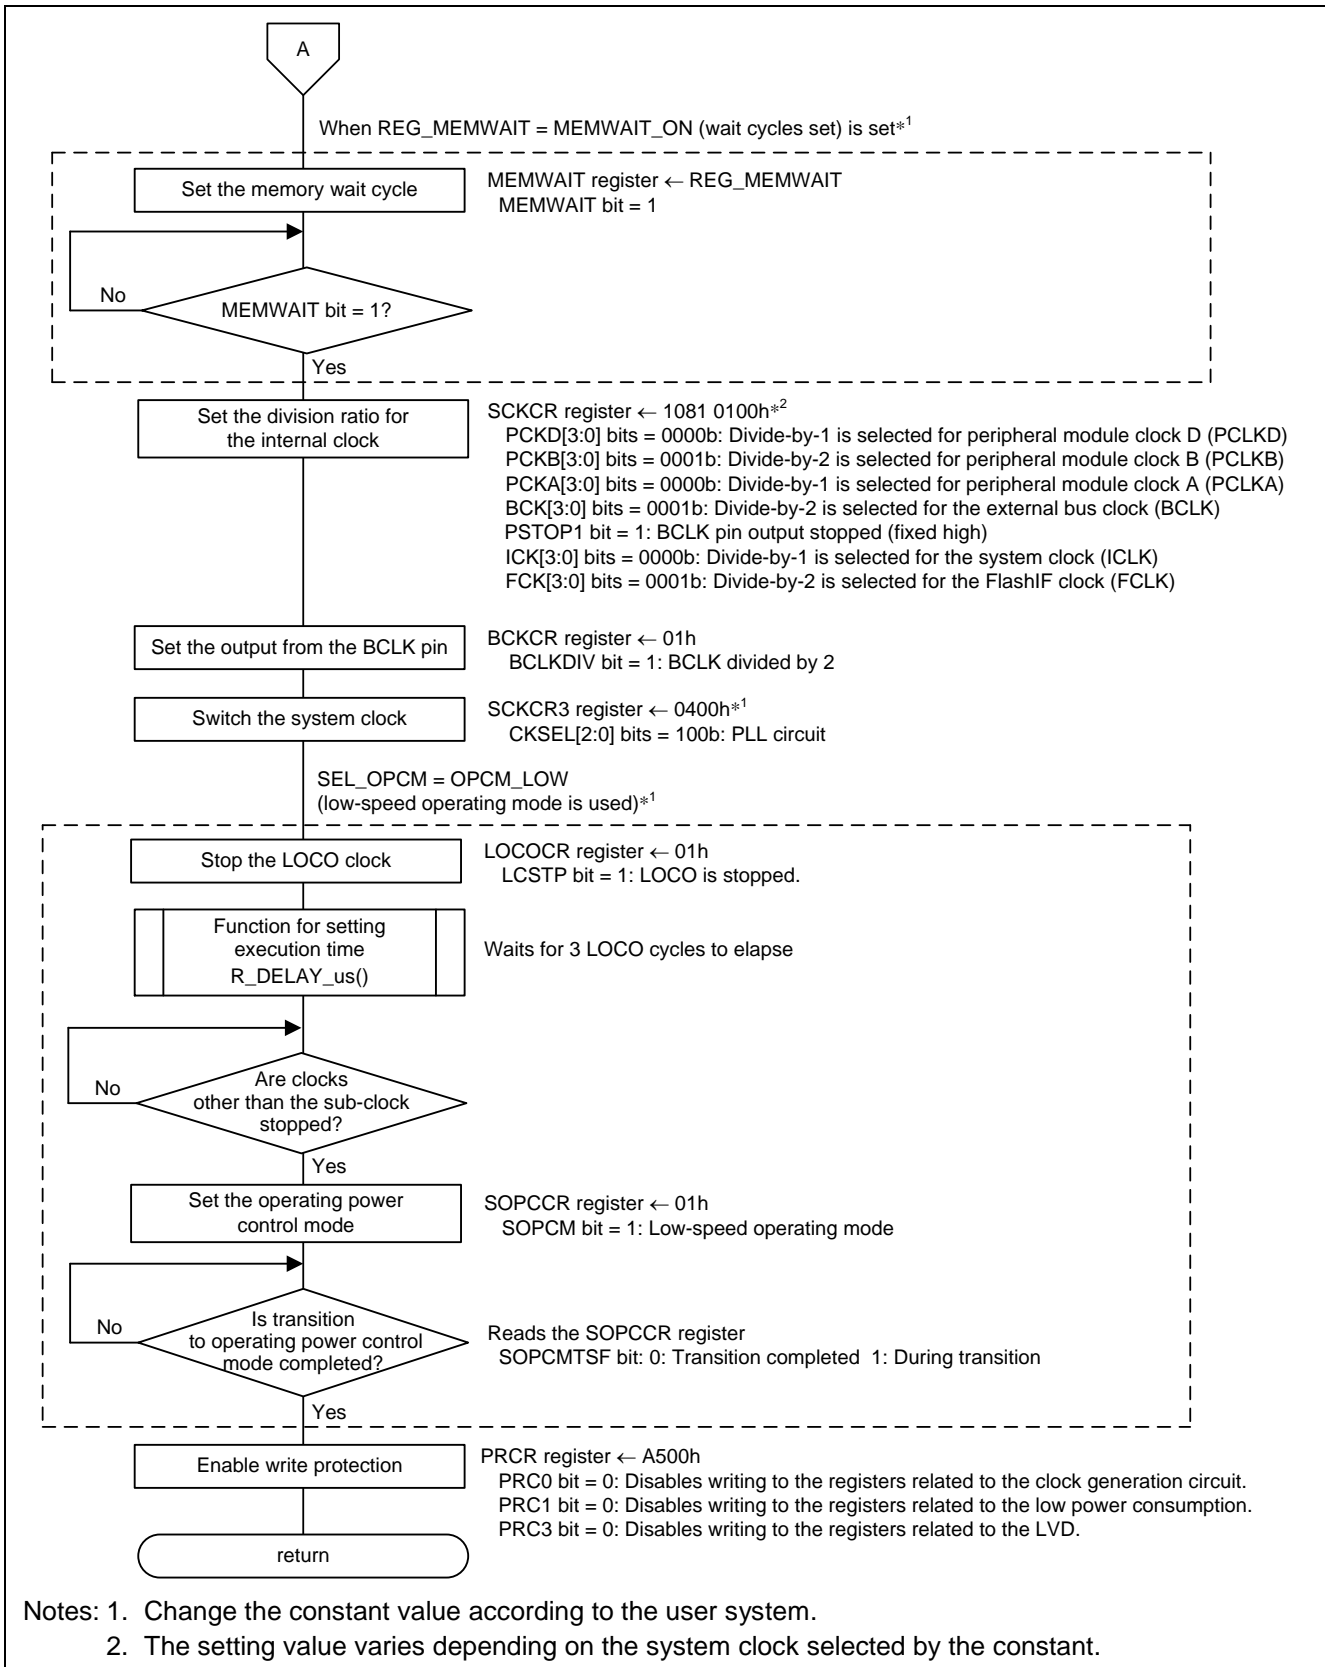 A
When REG_MEMWAIT = MEMWAIT_ON (wait cycles set) is set*1
Set the memory wait cycle
MEMWAIT register ← REG_MEMWAIT
MEMWAIT bit = 1
No
MEMWAIT bit = 1?
Yes
Set the division ratio for
the internal clock
SCKCR register ← 1081 0100h*2
PCKD[3:0] bits = 0000b: Divide-by-1 is selected for peripheral module clock D (PCLKD)
PCKB[3:0] bits = 0001b: Divide-by-2 is selected for peripheral module clock B (PCLKB)
PCKA[3:0] bits = 0000b: Divide-by-1 is selected for peripheral module clock A (PCLKA)
BCK[3:0] bits = 0001b: Divide-by-2 is selected for the external bus clock (BCLK)
PSTOP1 bit = 1: BCLK pin output stopped (fixed high)
ICK[3:0] bits = 0000b: Divide-by-1 is selected for the system clock (ICLK)
FCK[3:0] bits = 0001b: Divide-by-2 is selected for the FlashIF clock (FCLK)
Set the output from the BCLK pin
BCKCR register ← 01h
BCLKDIV bit = 1: BCLK divided by 2
Switch the system clock
SCKCR3 register ← 0400h*1
CKSEL[2:0] bits = 100b: PLL circuit
SEL_OPCM = OPCM_LOW
(low-speed operating mode is used)*1
Stop the LOCO clock
LOCOCR register ← 01h
LCSTP bit = 1: LOCO is stopped.
Function for setting
execution time
R_DELAY_us()
Waits for 3 LOCO cycles to elapse
No
Are clocks
other than the sub-clock
stopped?
Yes
Set the operating power
control mode
SOPCCR register ← 01h
SOPCM bit = 1: Low-speed operating mode
No
Is transition
to operating power control
mode completed?
Reads the SOPCCR register
SOPCMTSF bit: 0: Transition completed 1: During transition
Yes
Enable write protection
PRCR register ← A500h
PRC0 bit = 0: Disables writing to the registers related to the clock generation circuit.
PRC1 bit = 0: Disables writing to the registers related to the low power consumption.
PRC3 bit = 0: Disables writing to the registers related to the LVD.
return
Notes: 1. Change the constant value according to the user system.
2. The setting value varies depending on the system clock selected by the constant.